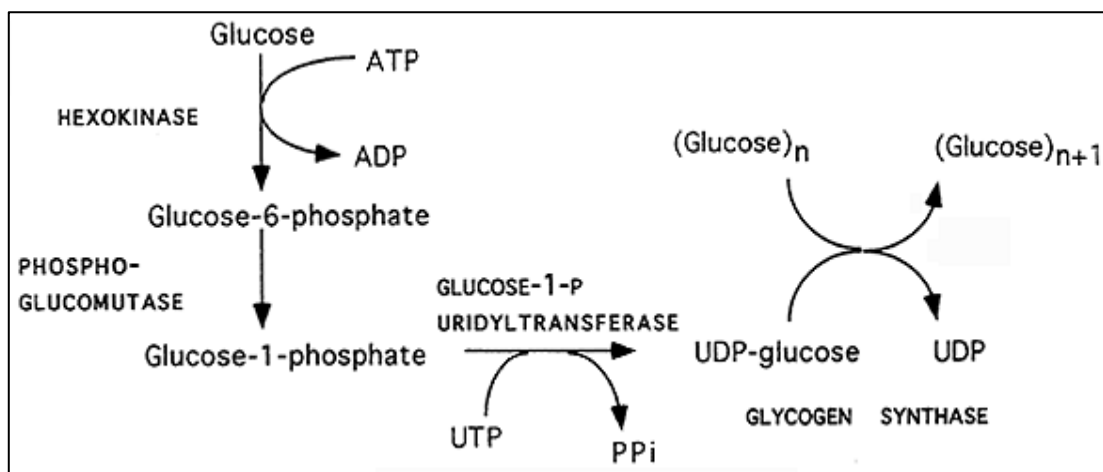 Glucose
ATP
HEXOKINASE
ADP
Glucose-6-phosphate
PHOSPHO-
GLUCOMUTASE
Glucose-1-phosphate
GLUCOSE-1-P
URIDYLTRANSFERASE
UTP
PPi
(Glucose)n
(Glucose)n+1
UDP-glucose
UDP
GLYCOGEN SYNTHASE